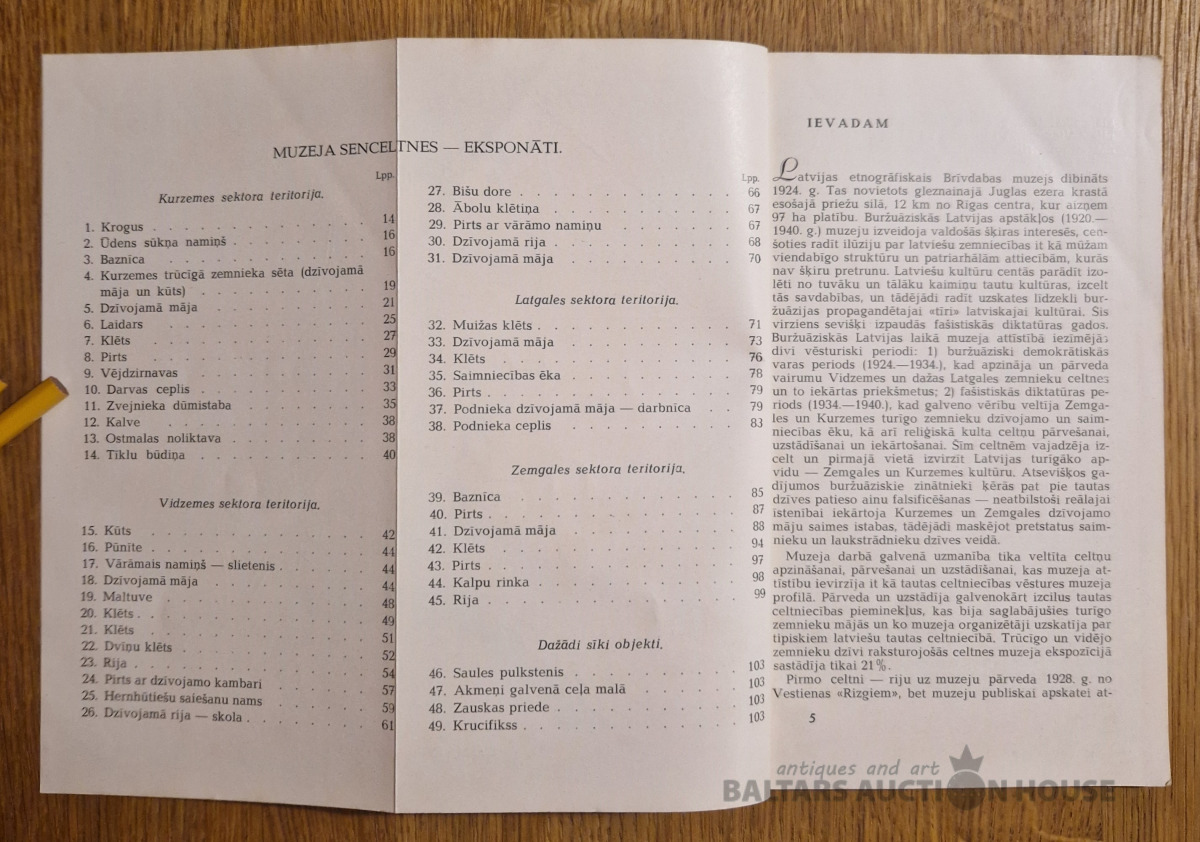 MUZEJA SENCELTNES — EKSPONĀTI.
Lpp.
Kurzemes sektora teritorija.
1. Krogus . . . . . . . . . . . 14
2. Ūdens sūkņa namiņš . . . . . . . 16
3. Baznīca . . . . . . . . . . 16
4. Kurzemes trūcīgā zemnieka sēta (dzīvojamā
māja un kūts) . . . . . . . . 19
5. Dzīvojamā māja . . . . . . . . 21
6. Laidars . . . . . . . . . . 25
7. Klēts . . . . . . . . . . . 27
8. Pirts . . . . . . . . . . . 29
9. Vējdzirnavas . . . . . . . . . 31
10. Darvas ceplis . . . . . . . . . 33
11. Zvejnieka dūmistaba . . . . . . . 35
12. Kalve . . . . . . . . . . . 38
13. Ostmalas noliktava . . . . . . . 38
14. Tīklu būdiņa . . . . . . . . . 40
Vidzemes sektora teritorija.
15. Kūts . . . . . . . . . . . 42
16. Pūnīte . . . . . . . . . . . 44
17. Vārāmais namiņš — slietenis . . . . . 44
18. Dzīvojamā māja . . . . . . . . 44
19. Maltuve . . . . . . . . . . 48
20. Klēts . . . . . . . . . . . 49
21. Klēts . . . . . . . . . . . 51
22. Dviņu klēts . . . . . . . . . 52
23. Rija . . . . . . . . . . . 54
24. Pirts ar dzīvojamo kambari . . . . . 57
25. Hernhūtiešu saiešanu nams . . . . . 59
26. Dzīvojamā rija — skola . . . . . . 61
Lpp.
27. Bišu dore . . . . . . . . . . 66
28. Ābolu klētiņa . . . . . . . . . 67
29. Pirts ar vārāmo namiņu . . . . . . 67
30. Dzīvojamā rija . . . . . . . . 68
31. Dzīvojamā māja . . . . . . . . 70
Latgales sektora teritorija.
32. Muižas klēts . . . . . . . . . 71
33. Dzīvojamā māja . . . . . . . . 73
34. Klēts . . . . . . . . . . . 76
35. Saimniecības ēka . . . . . . . . 78
36. Pirts . . . . . . . . . . . 79
37. Podnieka dzīvojamā māja — darbnīca . . 79
38. Podnieka ceplis . . . . . . . . 83
Zemgales sektora teritorija.
39. Baznīca . . . . . . . . . . 85
40. Pirts . . . . . . . . . . . 87
41. Dzīvojamā māja . . . . . . . . 88
42. Klēts . . . . . . . . . . . 94
43. Pirts . . . . . . . . . . . 97
44. Kalpu rinka . . . . . . . . . 98
45. Rija . . . . . . . . . . . 99
Dažādi sīki objekti.
46. Saules pulkstenis . . . . . . . . 103
47. Akmeņi galvenā ceļa malā . . . . . 103
48. Zauskas priede . . . . . . . . . 103
49. Krucifikss . . . . . . . . . . 103
IEVADAM
Latvijas etnogrāfiskais Brīvdabas muzejs dibināts
1924. g. Tas novietots gleznainajā Juglas ezera krastā
esošajā priežu silā, 12 km no Rīgas centra, kur aizņem
97 ha platību. Buržuāziskās Latvijas apstākļos (1920.—
1940. g.) muzeju izveidoja valdošās šķiras interesēs, cen-
šoties radīt ilūziju par latviešu zemniecības it kā mūžam
viendabīgo struktūru un patriarhālām attiecībām, kurās
nav šķiru pretrunu. Latviešu kultūru centās parādīt izo-
lēti no tuvāku un tālāku kaimiņu tautu kultūras, izcelt
tās savdabības, un tādējādi radīt uzskates līdzekli bur-
žuāzijas propagandētajai «tīri» latviskajai kultūrai. Šis
virziens sevišķi izpaudās fašistiskās diktatūras gados.
Buržuāziskās Latvijas laikā muzeja attīstībā iezīmējās
divi vēsturiski periodi: 1) buržuāziski demokrātiskās
varas periods (1924.—1934.), kad apzināja un pārveda
vairumu Vidzemes un dažas Latgales zemnieku celtnes
un to iekārtas priekšmetus; 2) fašistiskās diktatūras pe-
riods (1934.—1940.), kad galveno vērību veltīja Zemga-
les un Kurzemes turīgo zemnieku dzīvojamo un saim-
niecības ēku, kā arī reliģiskā kulta celtņu pārvešanai,
uzstādīšanai un iekārtošanai. Šīm celtnēm vajadzēja iz-
celt un pirmajā vietā izvirzīt Latvijas turīgāko ap-
vidu — Zemgales un Kurzemes kultūru. Atsevišķos ga-
dījumos buržuāziskie zinātnieki ķērās pat pie tautas
dzīves patieso ainu falsificēšanas — neatbilstoši reālajai
īstenībai iekārtoja Kurzemes un Zemgales dzīvojamo
māju saimes istabas, tādējādi maskējot pretstatus saim-
nieku un laukstrādnieku dzīves veidā.
Muzeja darbā galvenā uzmanība tika veltīta celtņu
apzināšanai, pārvešanai un uzstādīšanai, kas muzeja at-
tīstību ievirzīja it kā tautas celtniecības vēstures muzeja
profilā. Pārveda un uzstādīja galvenokārt izcilus tautas
celtniecības pieminekļus, kas bija saglabājušies turīgo
zemnieku mājās un ko muzeja organizētāji uzskatīja par
tipiskiem latviešu tautas celtniecībā. Trūcīgo un vidējo
zemnieku dzīvi raksturojošās celtnes muzeja ekspozīcijā
sastādīja tikai 21%.
Pirmo celtni — riju uz muzeju pārveda 1928. g. no
Vestienas «Rizgiem», bet muzeju publiskai apskatei at-
5
antiques and art
BALTARS AUCTION HOUSE